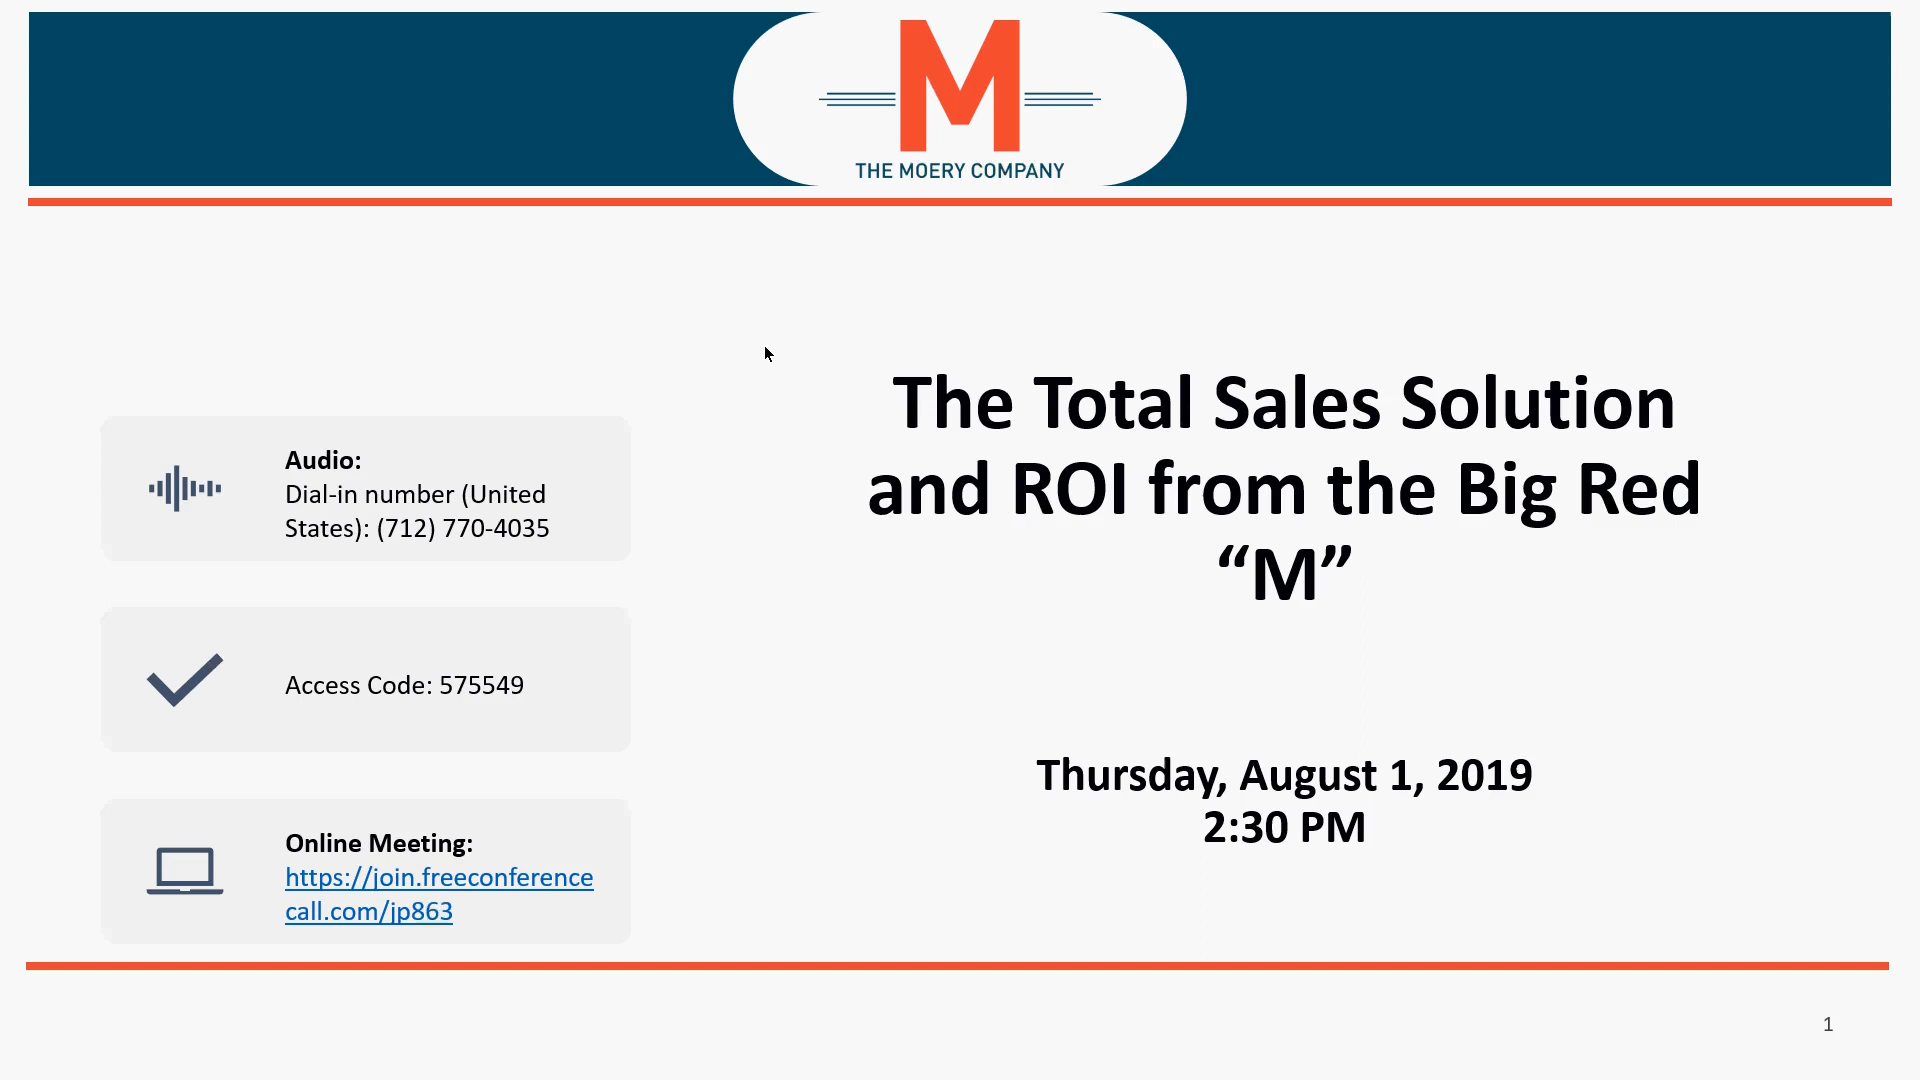 M
THE MOERY COMPANY
Audio:
Dial-in number (United
States): (712) 770-4035
Access Code: 575549
Online Meeting:
https://join.freeconference
call.com/jp863
The Total Sales Solution
and ROI from the Big Red
“M”
Thursday, August 1, 2019
2:30 PM
1